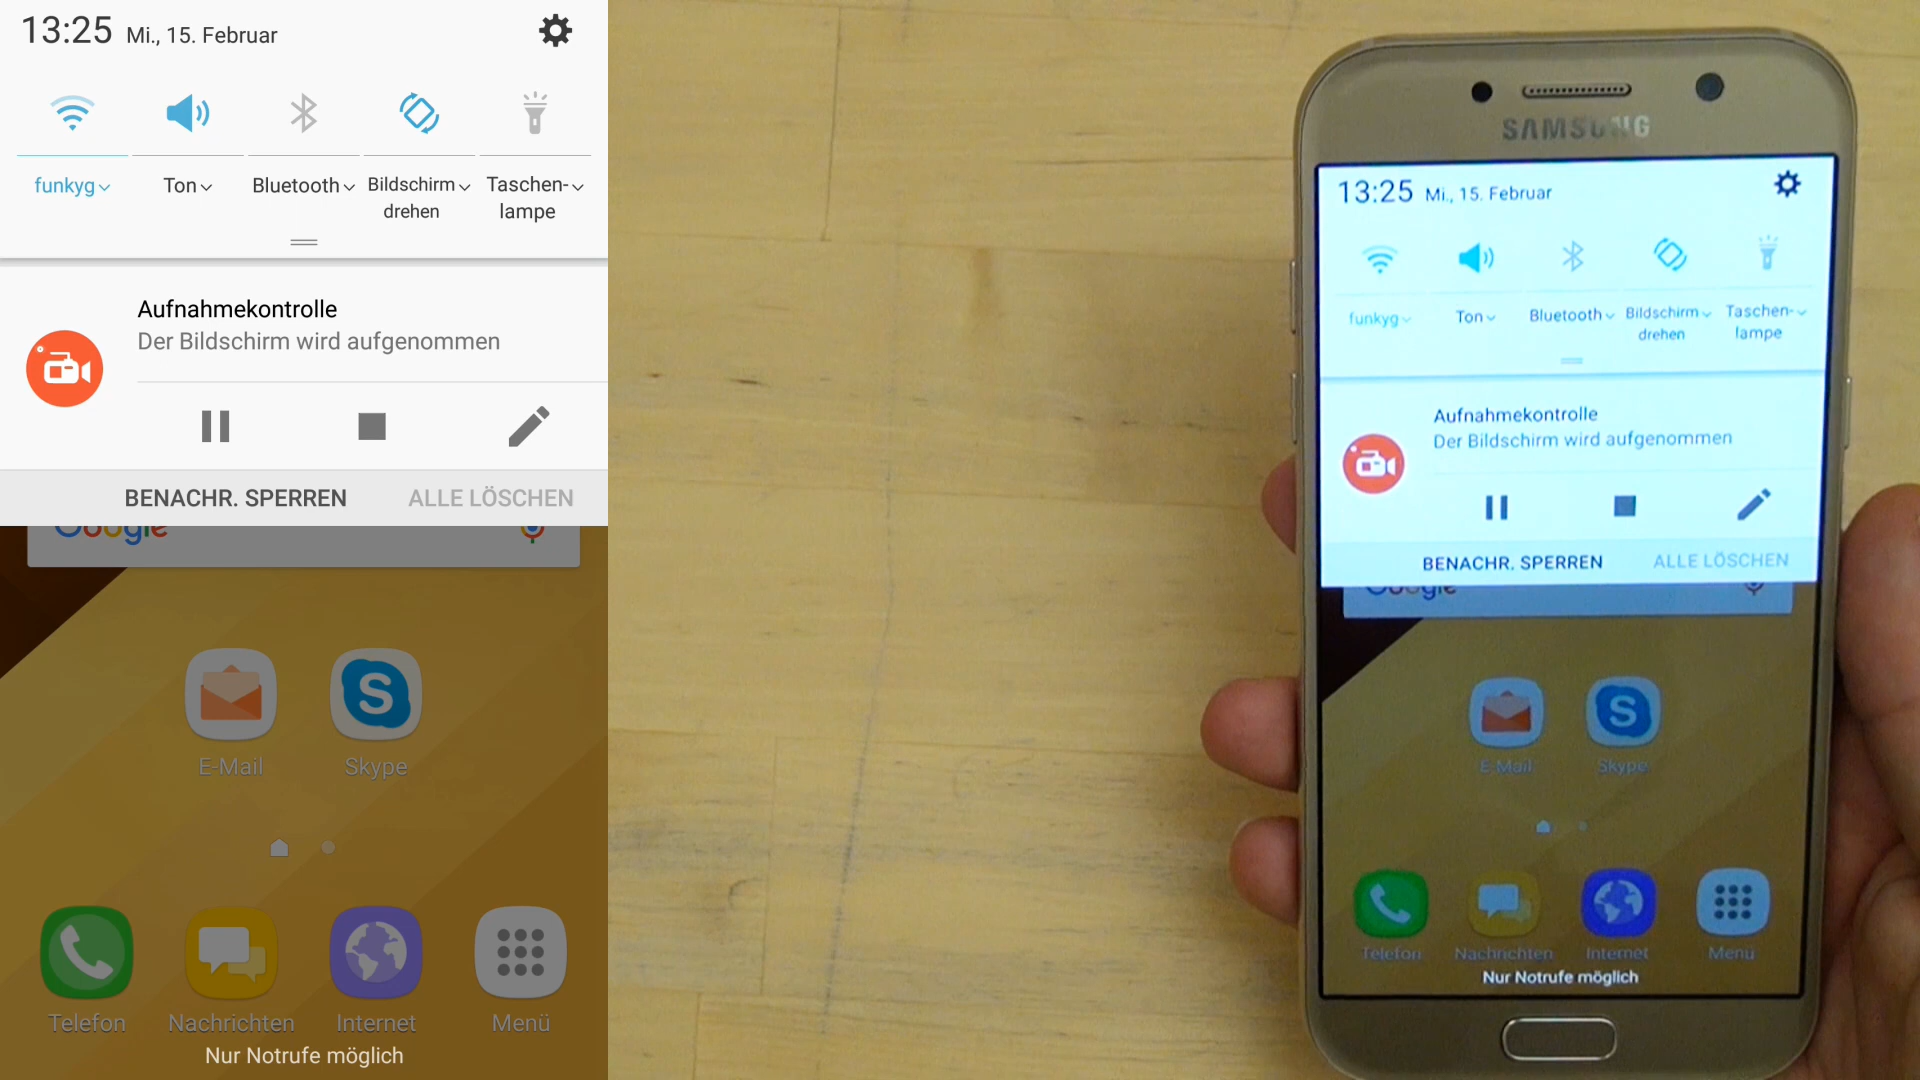 13:25 Mi., 15. Februar
funkyg Ton Bluetooth Bildschirm drehen Taschen-lampe
Aufnahmekontrolle
Der Bildschirm wird aufgenommen
BENACHR. SPERREN ALLE LÖSCHEN
Google
E-Mail Skype
Telefon Nachrichten Internet Menü
Nur Notrufe möglich
SAMSUNG
13:25 Mi., 15. Februar
funkyg Ton Bluetooth Bildschirm drehen Taschen-lampe
Aufnahmekontrolle
Der Bildschirm wird aufgenommen
BENACHR. SPERREN ALLE LÖSCHEN
Google
E-Mail Skype
Telefon Nachrichten Internet Menü
Nur Notrufe möglich